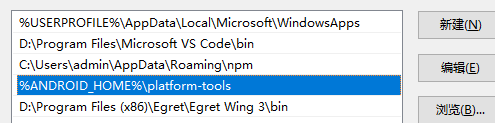 %USERPROFILE%\AppData\Local\Microsoft\WindowsApps
新建(N)
D:\Program Files\Microsoft VS Code\bin
C:\Users\admin\AppData\Roaming\npm
编辑(E)
%ANDROID_HOME%\platform-tools
D:\Program Files (x86)\Egret\Egret Wing 3\bin
浏览(B)...